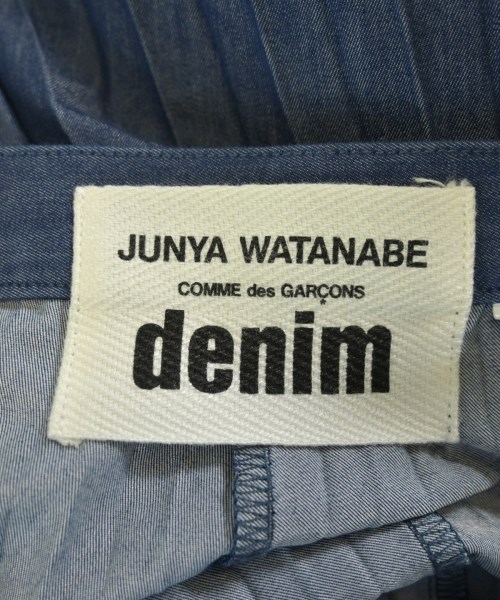 JUNYA WATANABE
COMME des GARÇONS
denim